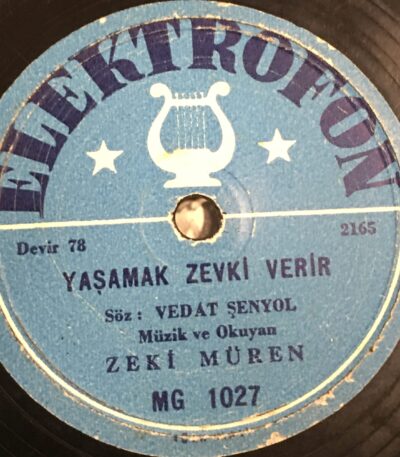 ELEKTROFON
Devir 78
2165
YAŞAMAK ZEVKİ VERİR
Söz : VEDAT ŞENYOL
Müzik ve Okuyan
ZEKİ MÜREN
MG 1027